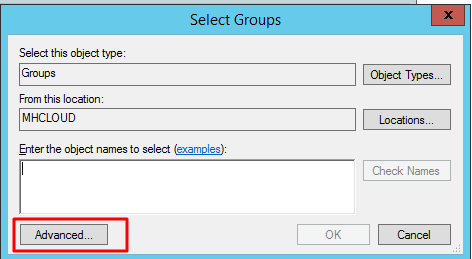 Select Groups
x
Select this object type:
Groups
Object Types...
From this location:
MHCLOUD
Locations...
Enter the object names to select (examples):
Check Names
Advanced...
OK
Cancel